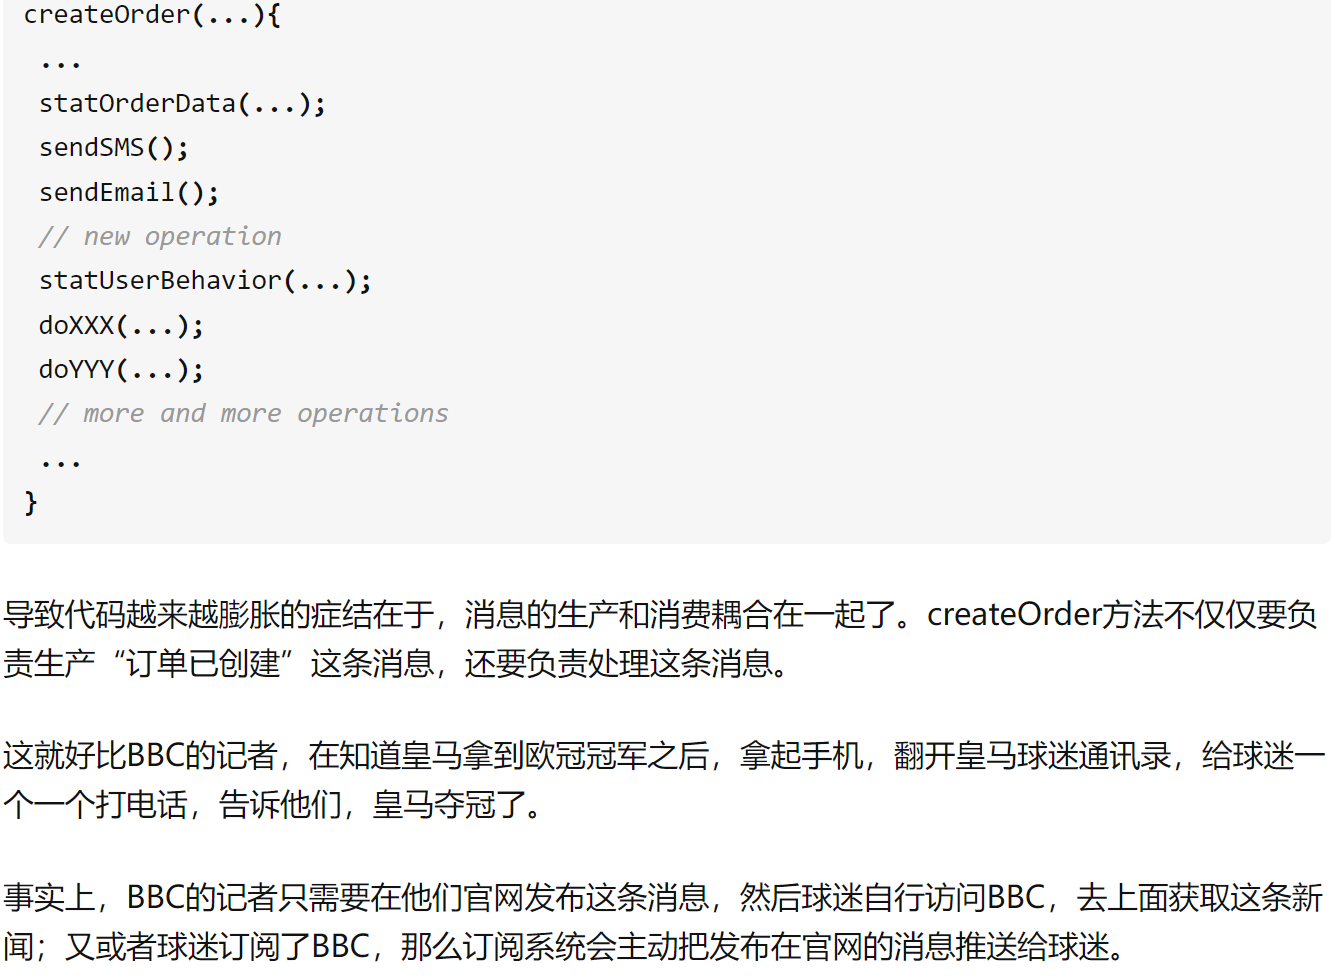 createOrder(...){
...
statOrderData(...);
sendSMS();
sendEmail();
// new operation
statUserBehavior(...);
doXXX(...);
doYYY(...);
// more and more operations
...
}
导致代码越来越膨胀的症结在于，消息的生产和消费耦合在一起了。createOrder方法不仅仅要负
责生产“订单已创建”这条消息，还要负责处理这条消息。
这就好比BBC的记者，在知道皇马拿到欧冠冠军之后，拿起手机，翻开皇马球迷通讯录，给球迷一
个一个打电话，告诉他们，皇马夺冠了。
事实上，BBC的记者只需要在他们官网发布这条消息，然后球迷自行访问BBC，去上面获取这条新
闻；又或者球迷订阅了BBC，那么订阅系统会主动把发布在官网的消息推送给球迷。